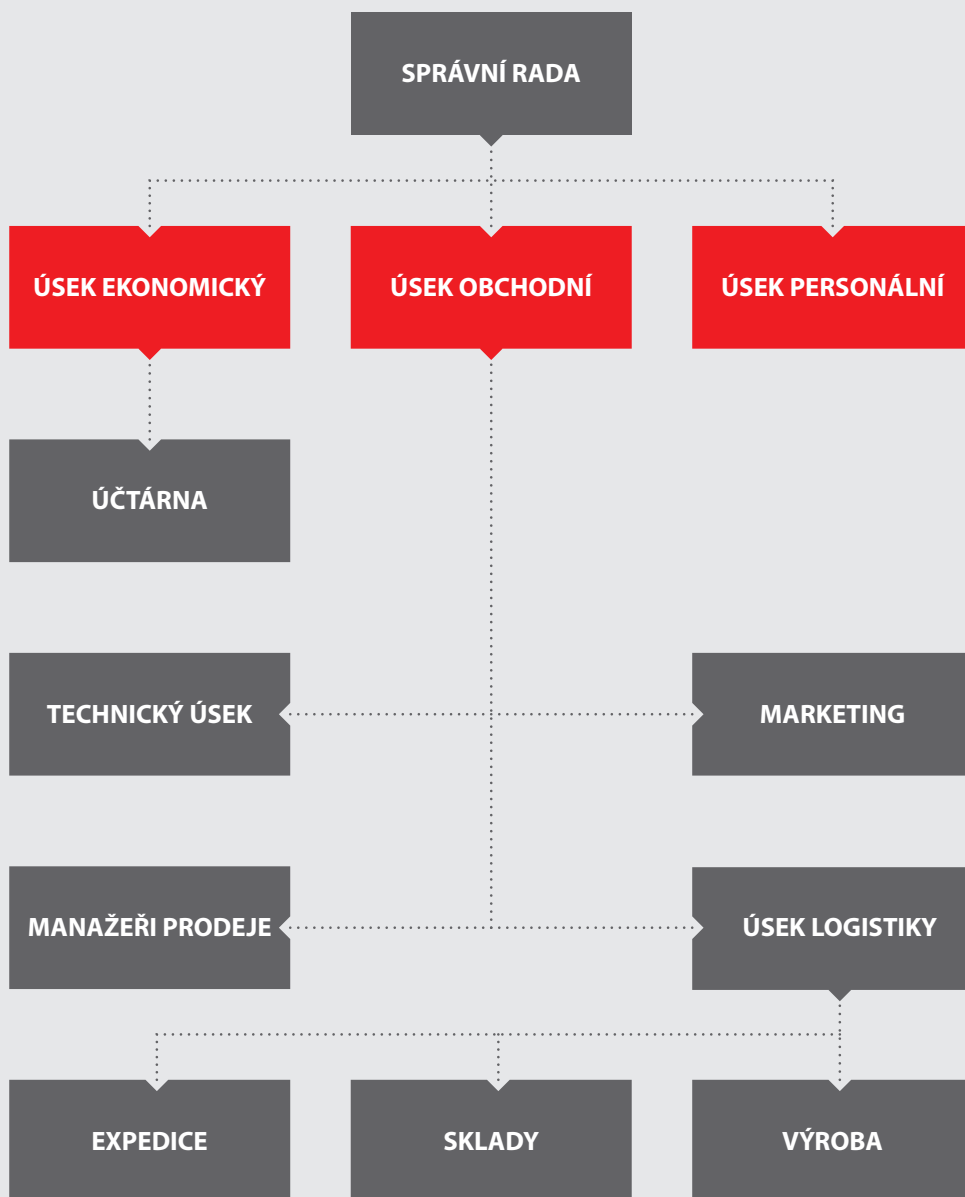 SPRÁVNÍ RADA
ÚSEK EKONOMICKÝ
ÚSEK OBCHODNÍ
ÚSEK PERSONÁLNÍ
ÚČTÁRNA
TECHNICKÝ ÚSEK
MARKETING
MANAŽEŘI PRODEJE
ÚSEK LOGISTIKY
EXPEDICE
SKLADY
VÝROBA